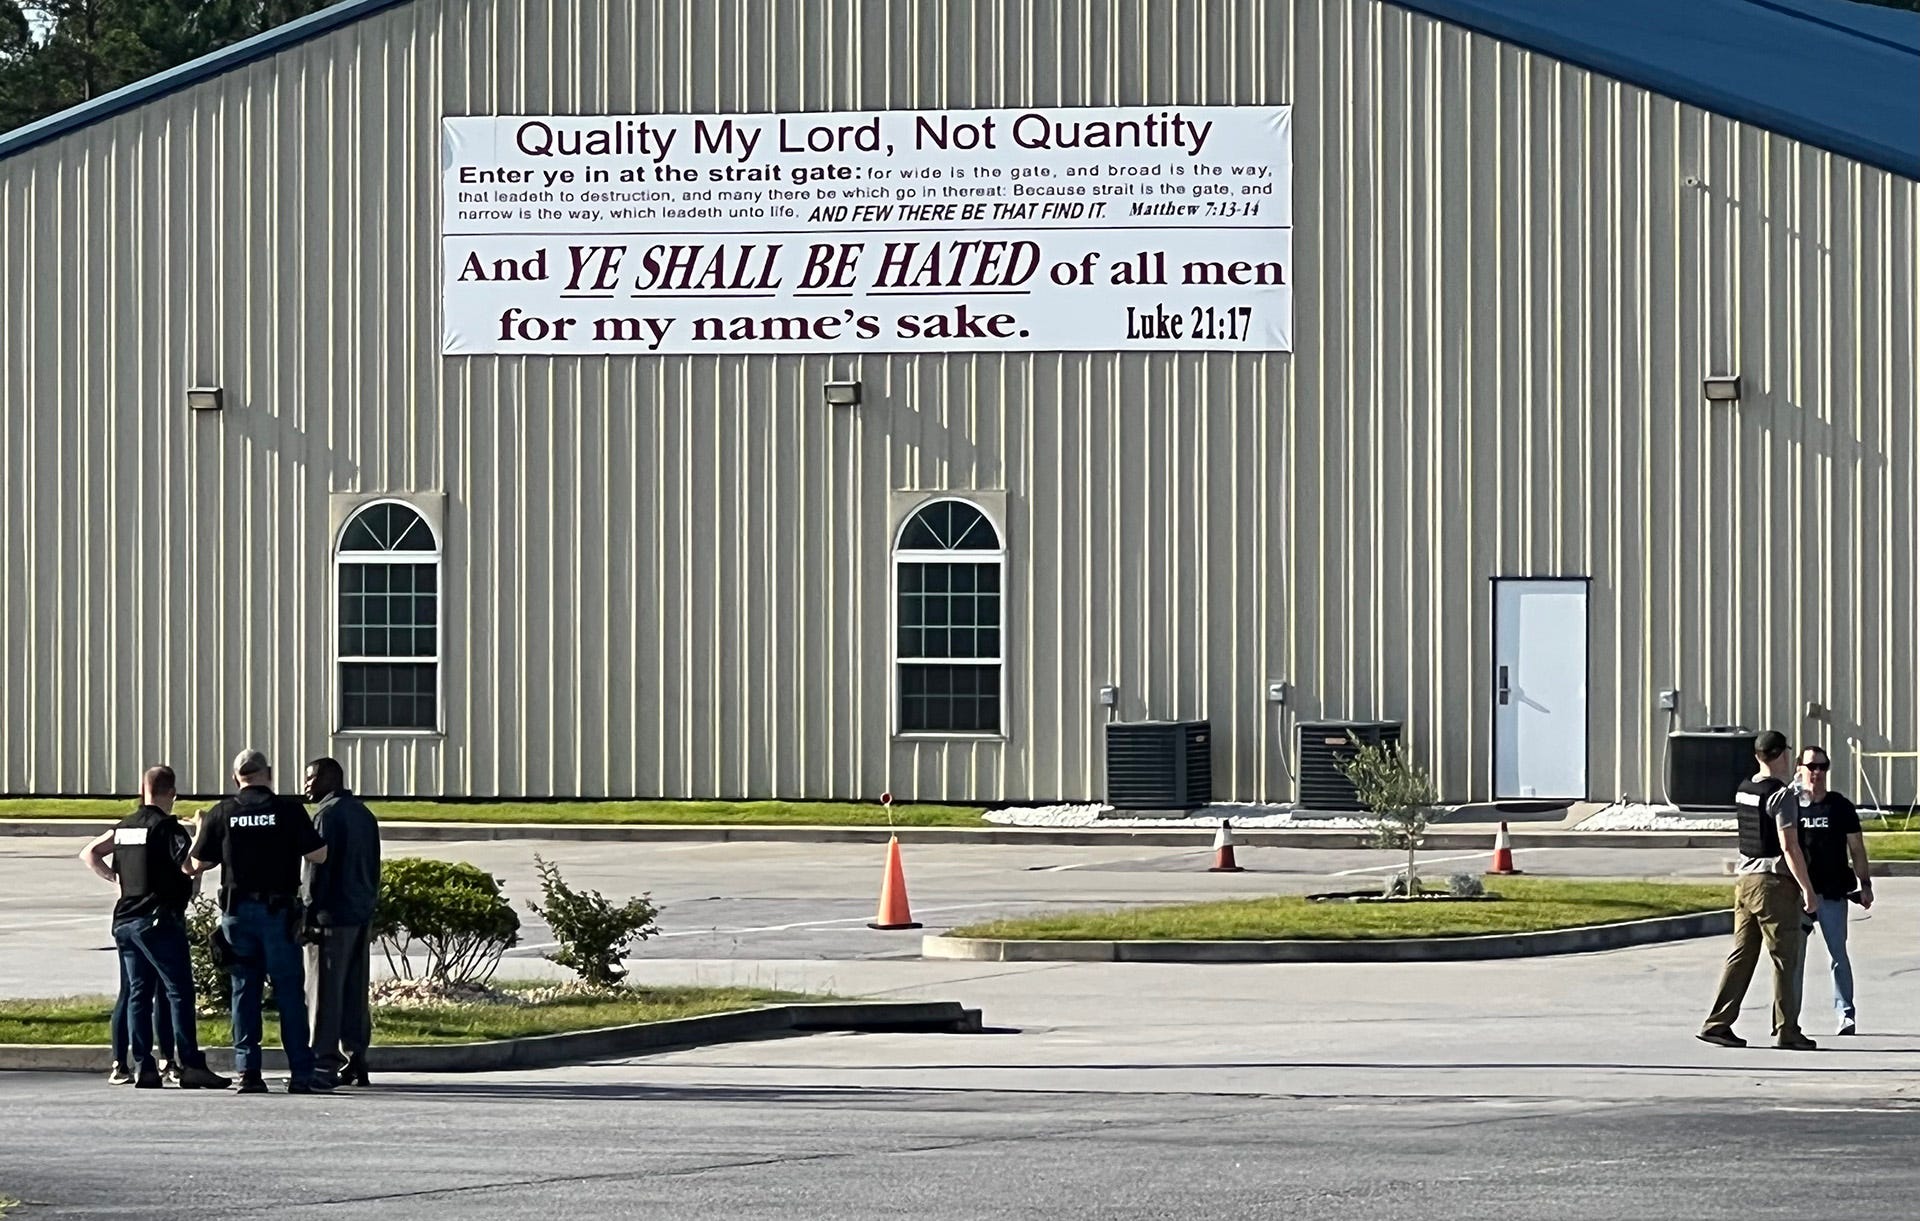 Quality My Lord, Not Quantity
Enter ye in at the strait gate: for wide is the gate, and broad is the way,
that leadeth to destruction, and many there be which go in thereat: Because strait is the gate, and
narrow is the way, which leadeth unto life, AND FEW THERE BE THAT FIND IT. Matthew 7:13-14
And YE SHALL BE HATED of all men
for my name's sake. Luke 21:17
POLICE
OLICE